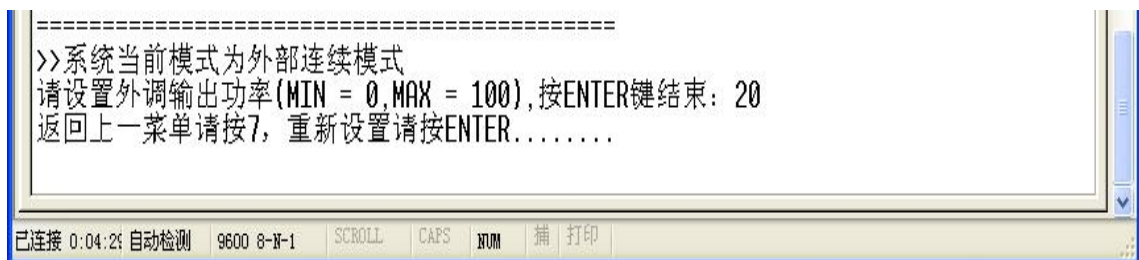 ============================================
>>系统当前模式为外部连续模式
请设置外调输出功率(MIN = 0,MAX = 100),按ENTER键结束: 20
返回上一菜单请按7, 重新设置请按ENTER........
已连接 0:04:29 自动检测 9600 8-N-1 SCROLL CAPS NUM 捕 打印